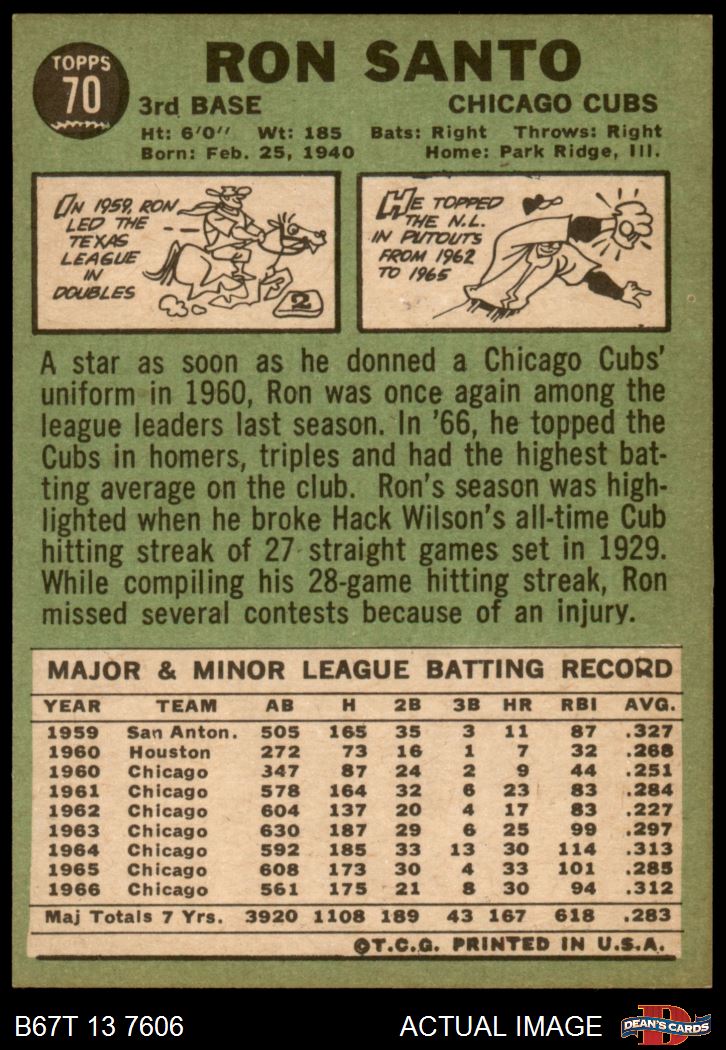 TOPPS
70
RON SANTO
3rd BASE CHICAGO CUBS
Ht: 6'0" Wt: 185 Bats: Right Throws: Right
Born: Feb. 25, 1940 Home: Park Ridge, Ill.
IN 1959, RON
LED THE
TEXAS
LEAGUE
IN
DOUBLES
2
HE TOPPED
THE N.L.
IN PUTOUTS
FROM 1962
TO 1965
A star as soon as he donned a Chicago Cubs'
uniform in 1960, Ron was once again among the
league leaders last season. In '66, he topped the
Cubs in homers, triples and had the highest bat-
ting average on the club. Ron's season was high-
lighted when he broke Hack Wilson's all-time Cub
hitting streak of 27 straight games set in 1929.
While compiling his 28-game hitting streak, Ron
missed several contests because of an injury.
MAJOR & MINOR LEAGUE BATTING RECORD
YEAR TEAM AB H 2B 3B HR RBI AVG.
1959 San Anton. 505 165 35 3 11 87 .327
1960 Houston 272 73 16 1 7 32 .268
1960 Chicago 347 87 24 2 9 44 .251
1961 Chicago 578 164 32 6 23 83 .284
1962 Chicago 604 137 20 4 17 83 .227
1963 Chicago 630 187 29 6 25 99 .297
1964 Chicago 592 185 33 13 30 114 .313
1965 Chicago 608 173 30 4 33 101 .285
1966 Chicago 561 175 21 8 30 94 .312
Maj Totals 7 Yrs. 3920 1108 189 43 167 618 .283
©T.C.G. PRINTED IN U.S.A.
B67T 13 7606 ACTUAL IMAGE
D
DEAN'S CARDS